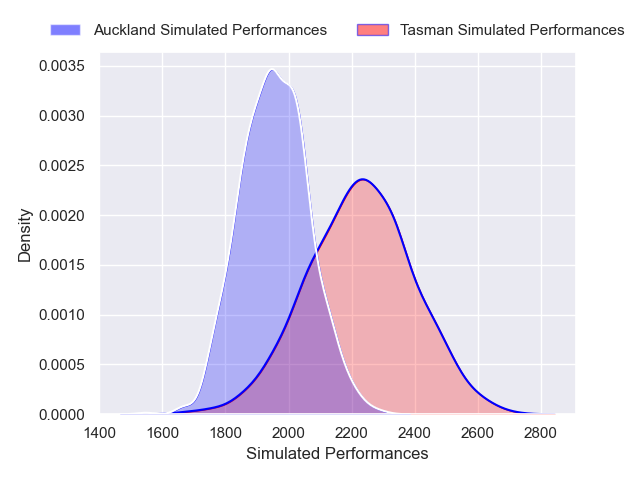 Auckland Simulated Performances
Tasman Simulated Performances
0.0035
0.0030
0.0025
0.0020
0.0015
0.0010
0.0005
0.0000
Density
1400 1600 1800 2000 2200 2400 2600 2800
Simulated Performances